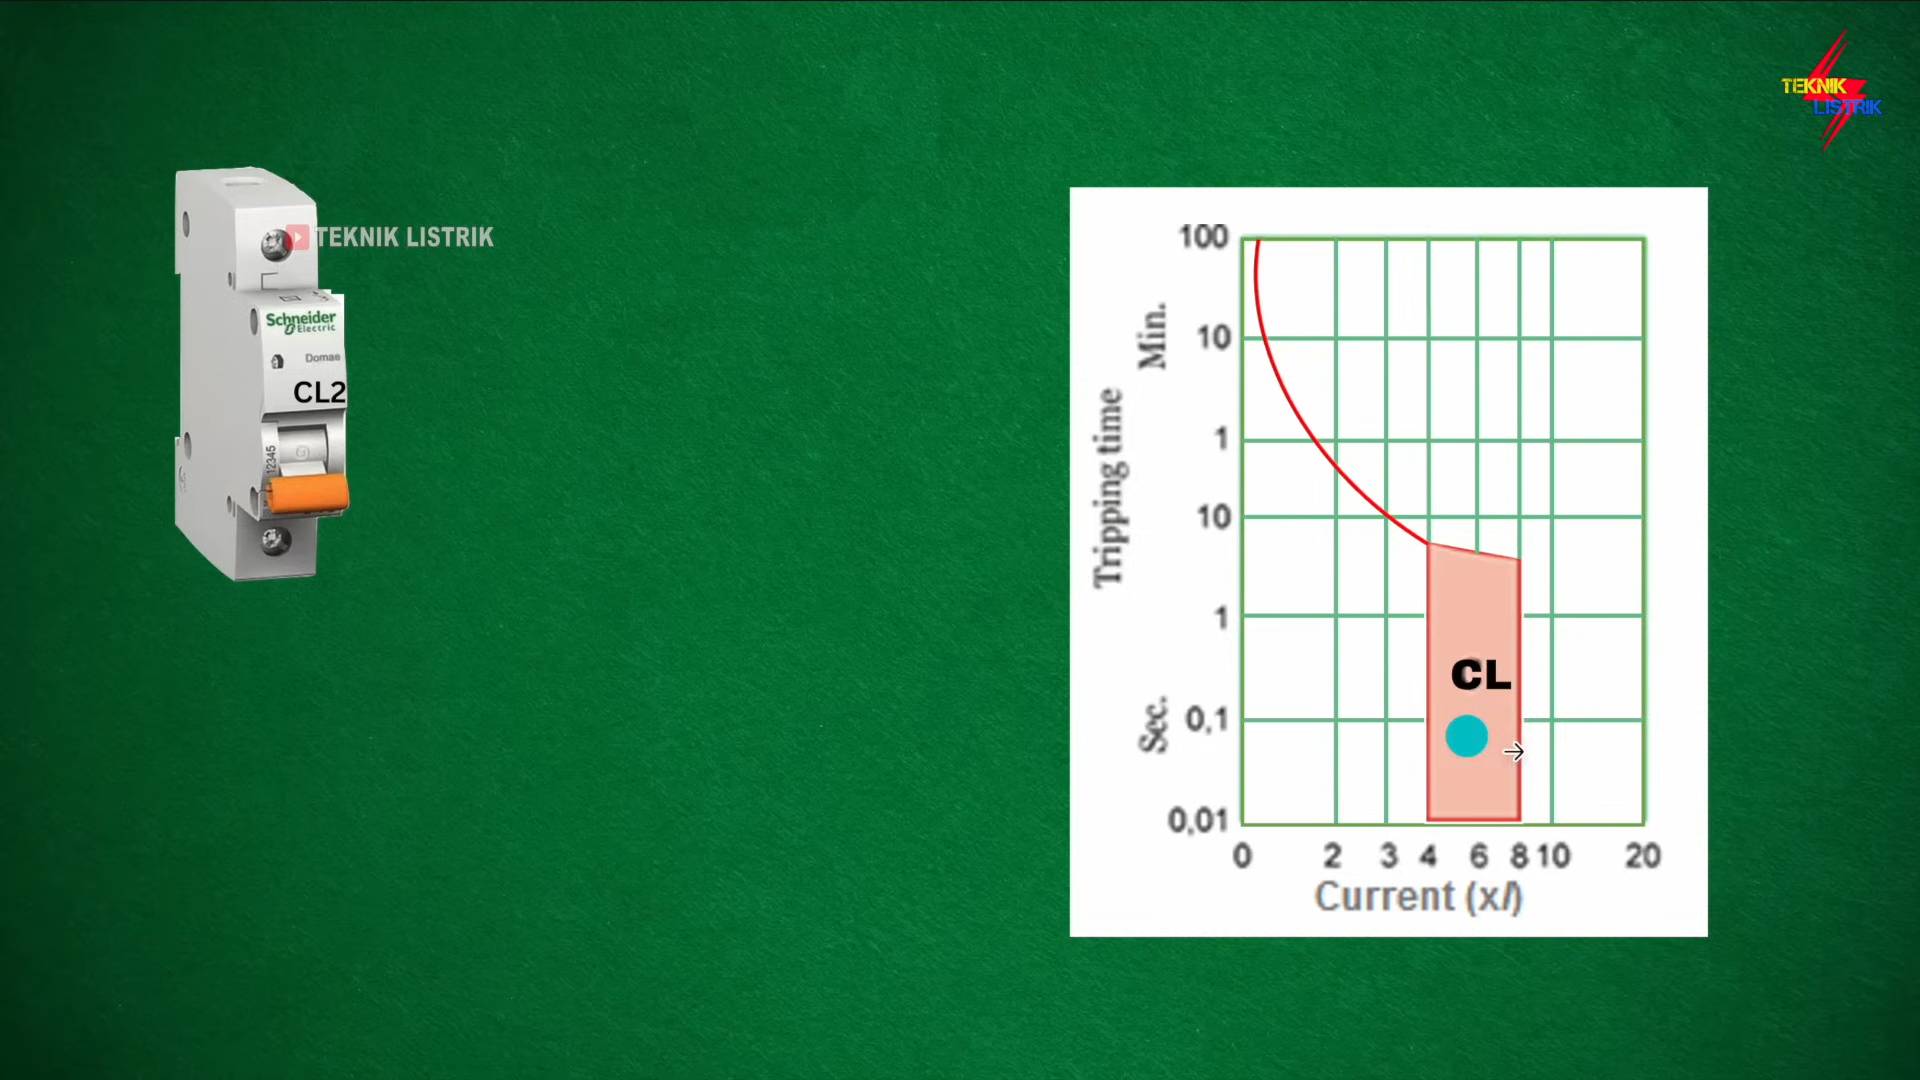 TEKNIK
LISTRIK
TEKNIK LISTRIK
Schneider
Electric
Domae
CL2
12345
100
10
1
10
1
0,1
0,01
Min.
Tripping time
Sec.
CL
0 2 3 4 6 8 10 20
Current (xI)